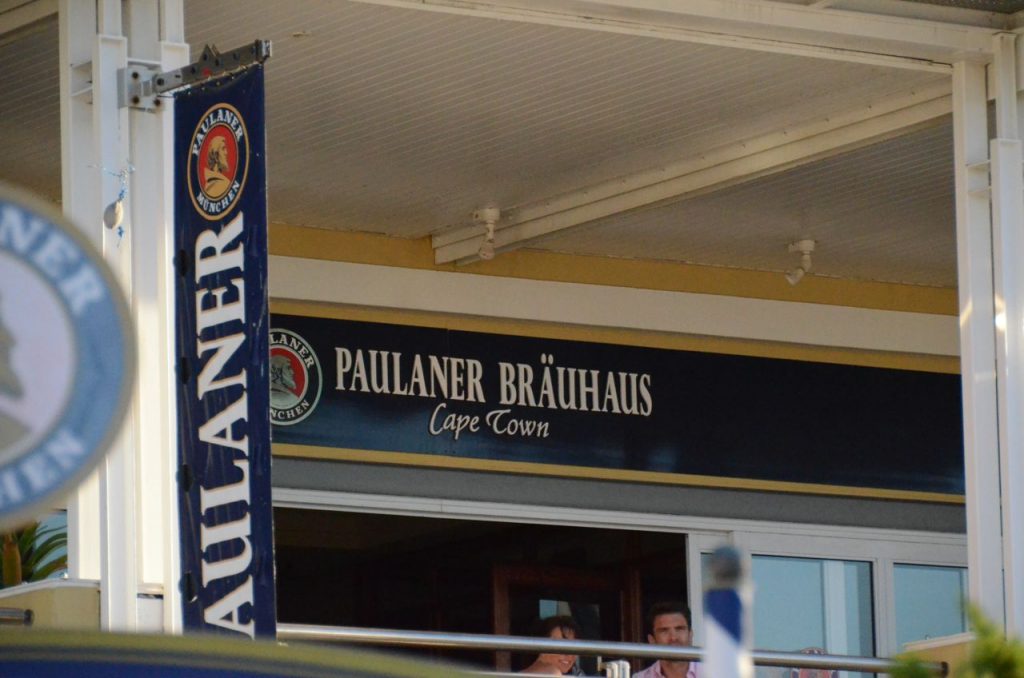 PAULANER
MÜNCHEN
PAULANER
PAULANER BRÄUHAUS
Cape Town